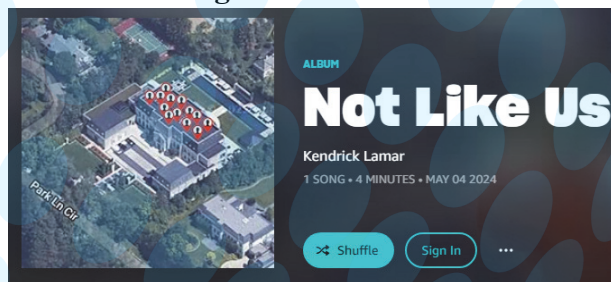 ALBUM
Not Like Us
Kendrick Lamar
1 SONG • 4 MINUTES • MAY 04 2024
Park Ln Cir
Shuffle
Sign In